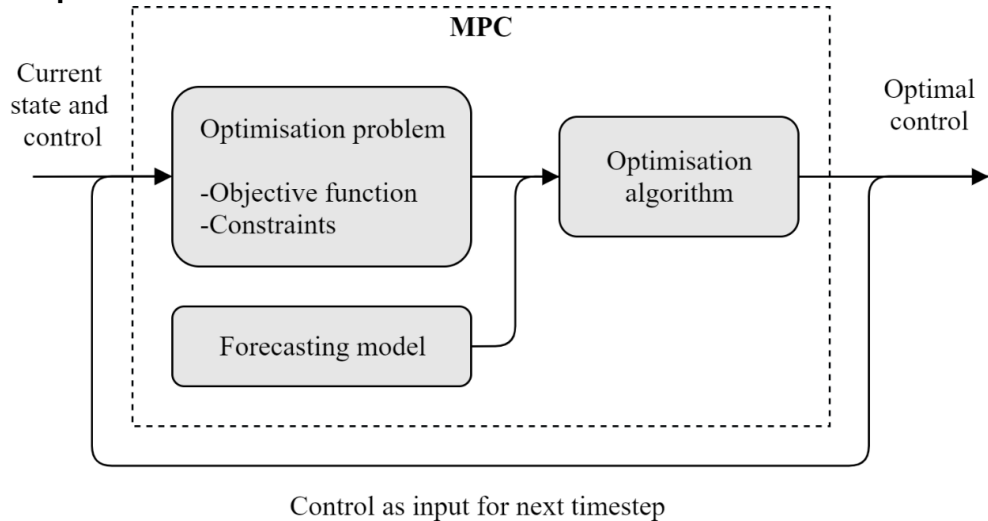 MPC
Current
state and
control
Optimisation problem
-Objective function
-Constraints
Forecasting model
Optimisation
algorithm
Optimal
control
Control as input for next timestep